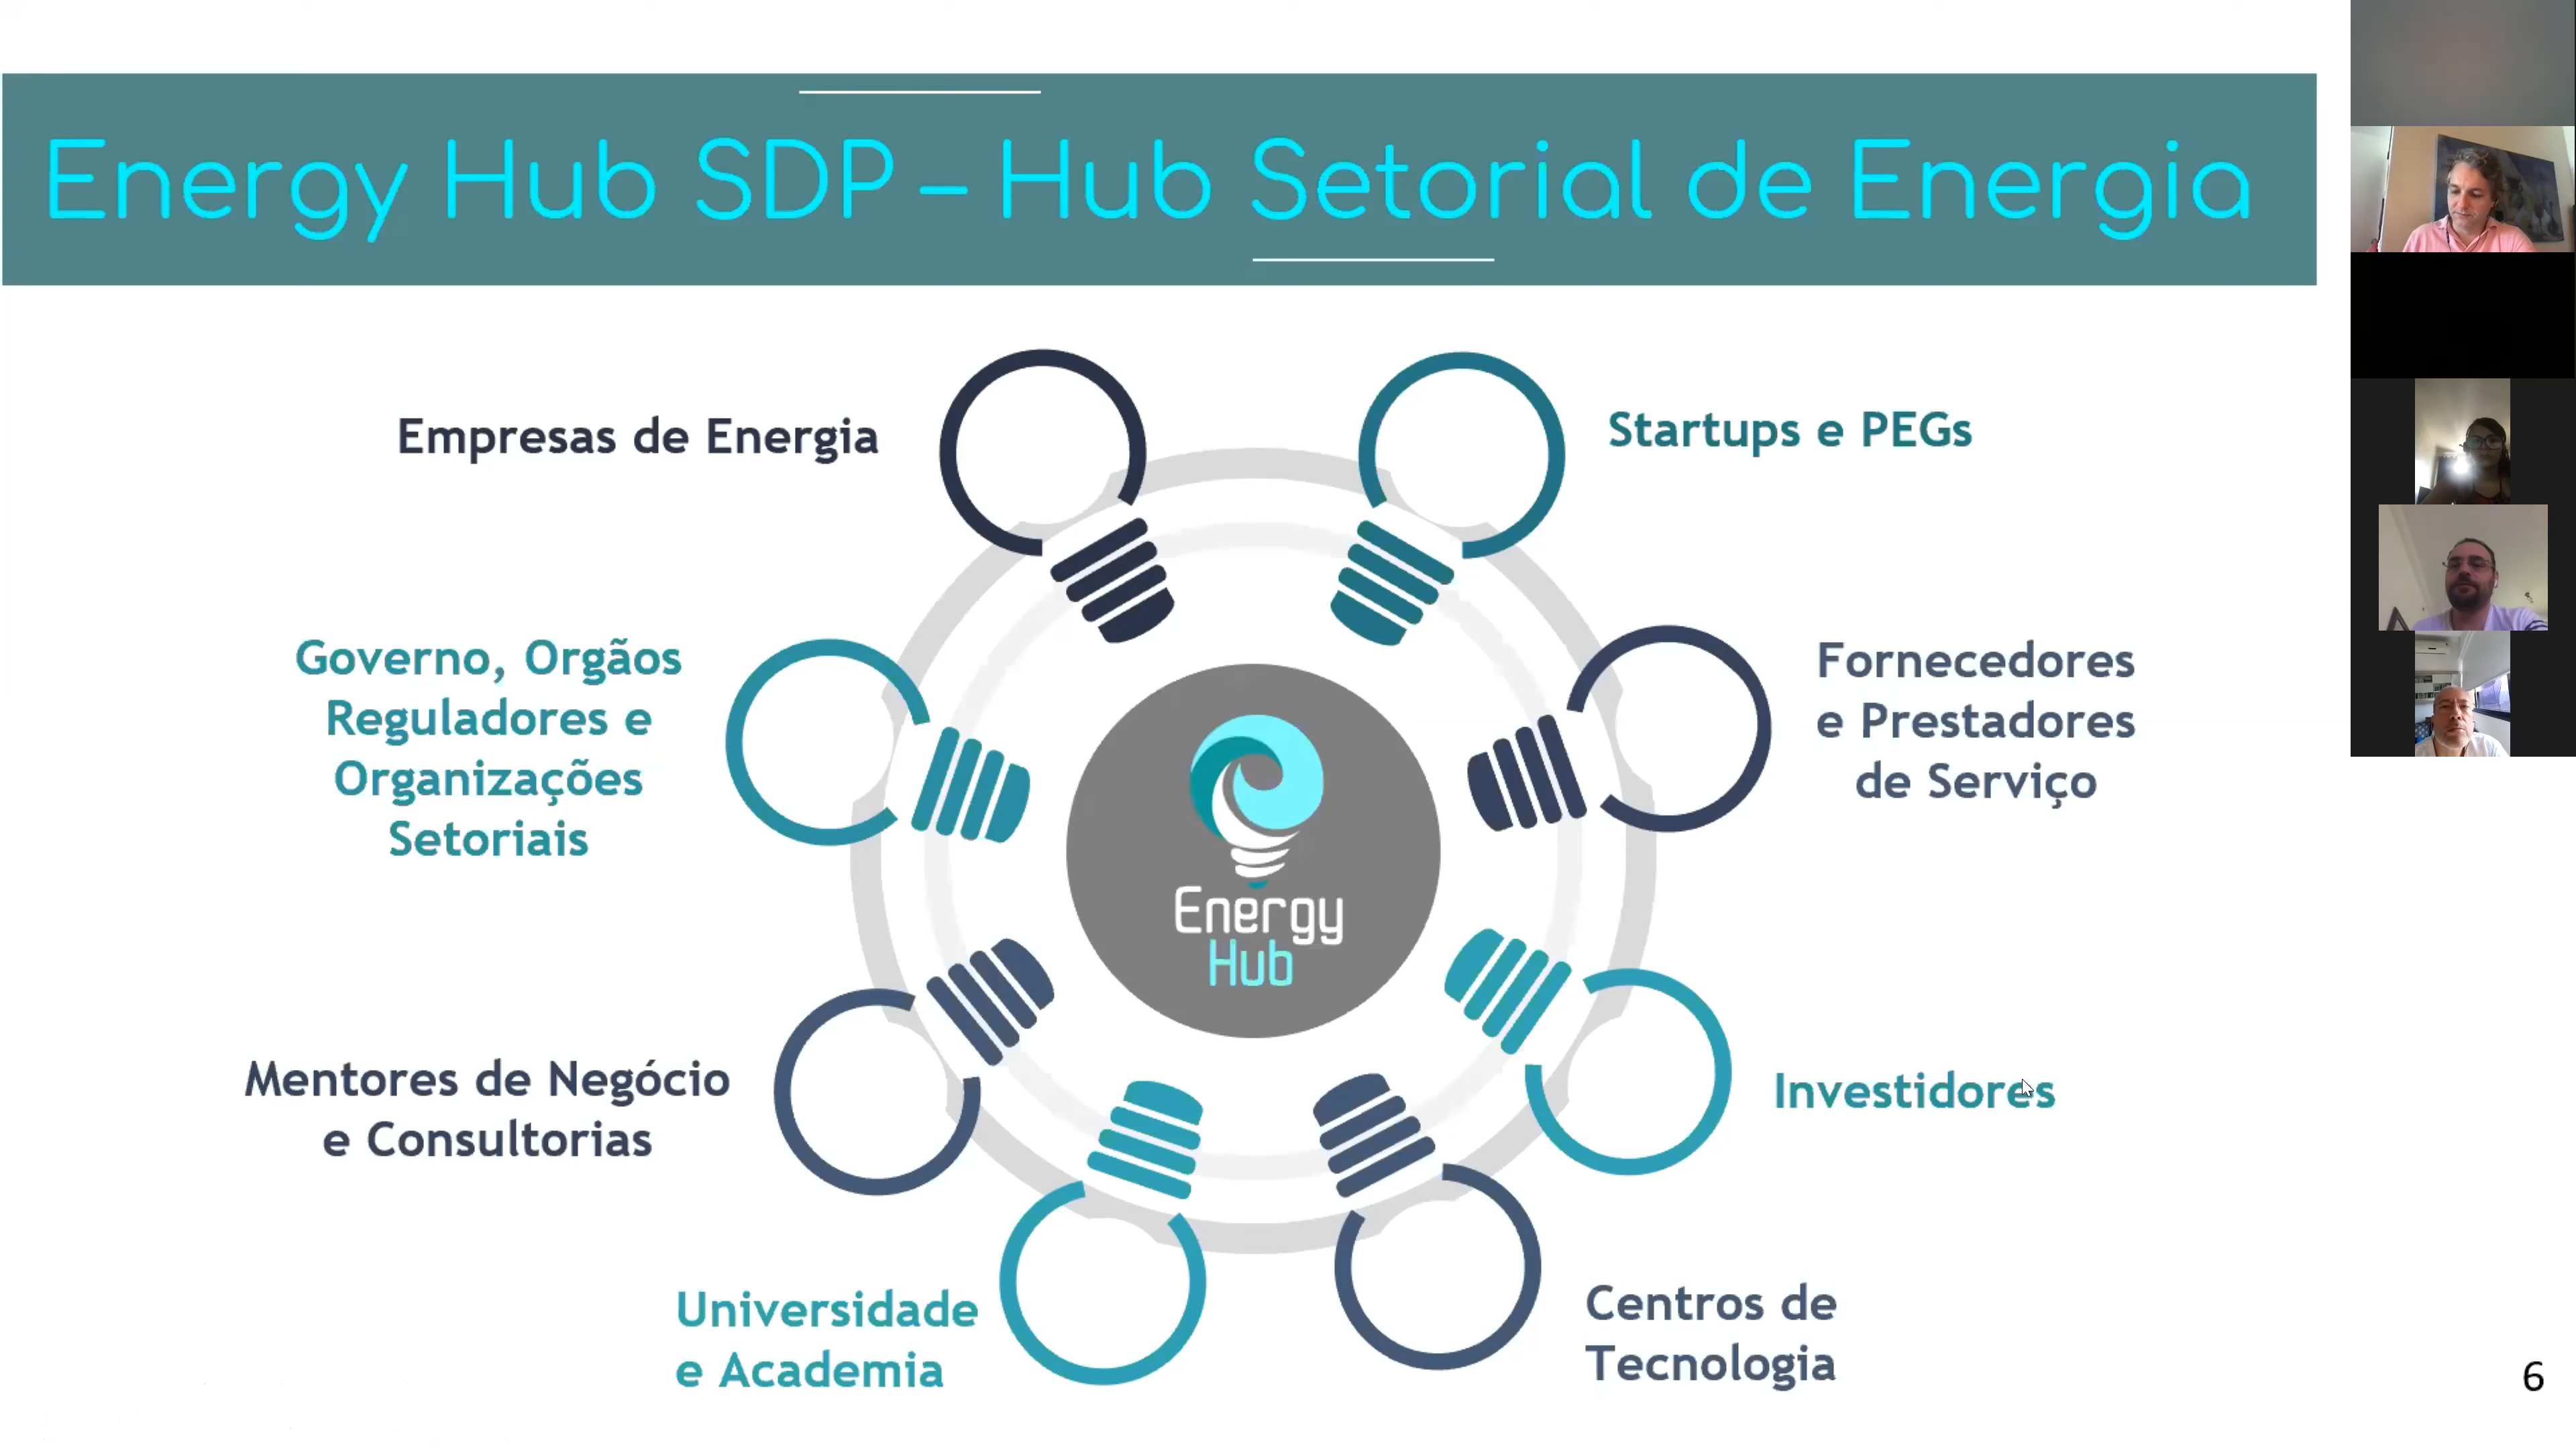 Energy Hub SDP – Hub Setorial de Energia
Empresas de Energia
Startups e PEGs
Governo, Orgãos
Reguladores e
Organizações
Setoriais
Fornecedores
e Prestadores
de Serviço
Energy
Hub
Mentores de Negócio
e Consultorias
Investidores
Universidade
e Academia
Centros de
Tecnologia
6